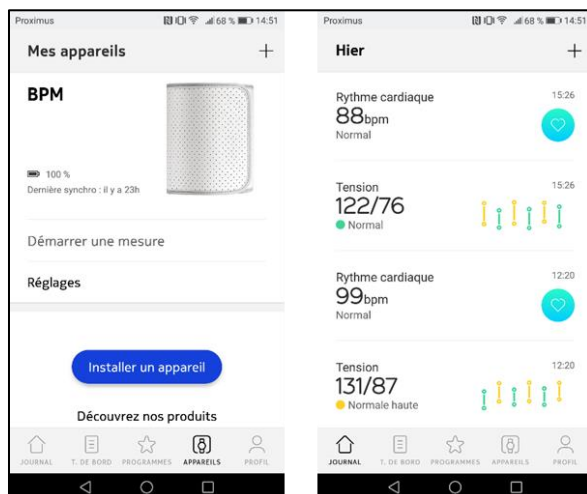 Proximus 68 % 14:51
Mes appareils +
BPM
100 %
Dernière synchro : il y a 23h
Démarrer une mesure
Réglages
Installer un appareil
Découvrez nos produits
JOURNAL T. DE BORD PROGRAMMES APPAREILS PROFIL
Proximus 68 % 14:51
Hier +
Rythme cardiaque 15:26
88bpm
Normal
Tension 15:26
122/76
Normal
Rythme cardiaque 12:20
99bpm
Normal
Tension 12:20
131/87
Normale haute
JOURNAL T. DE BORD PROGRAMMES APPAREILS PROFIL